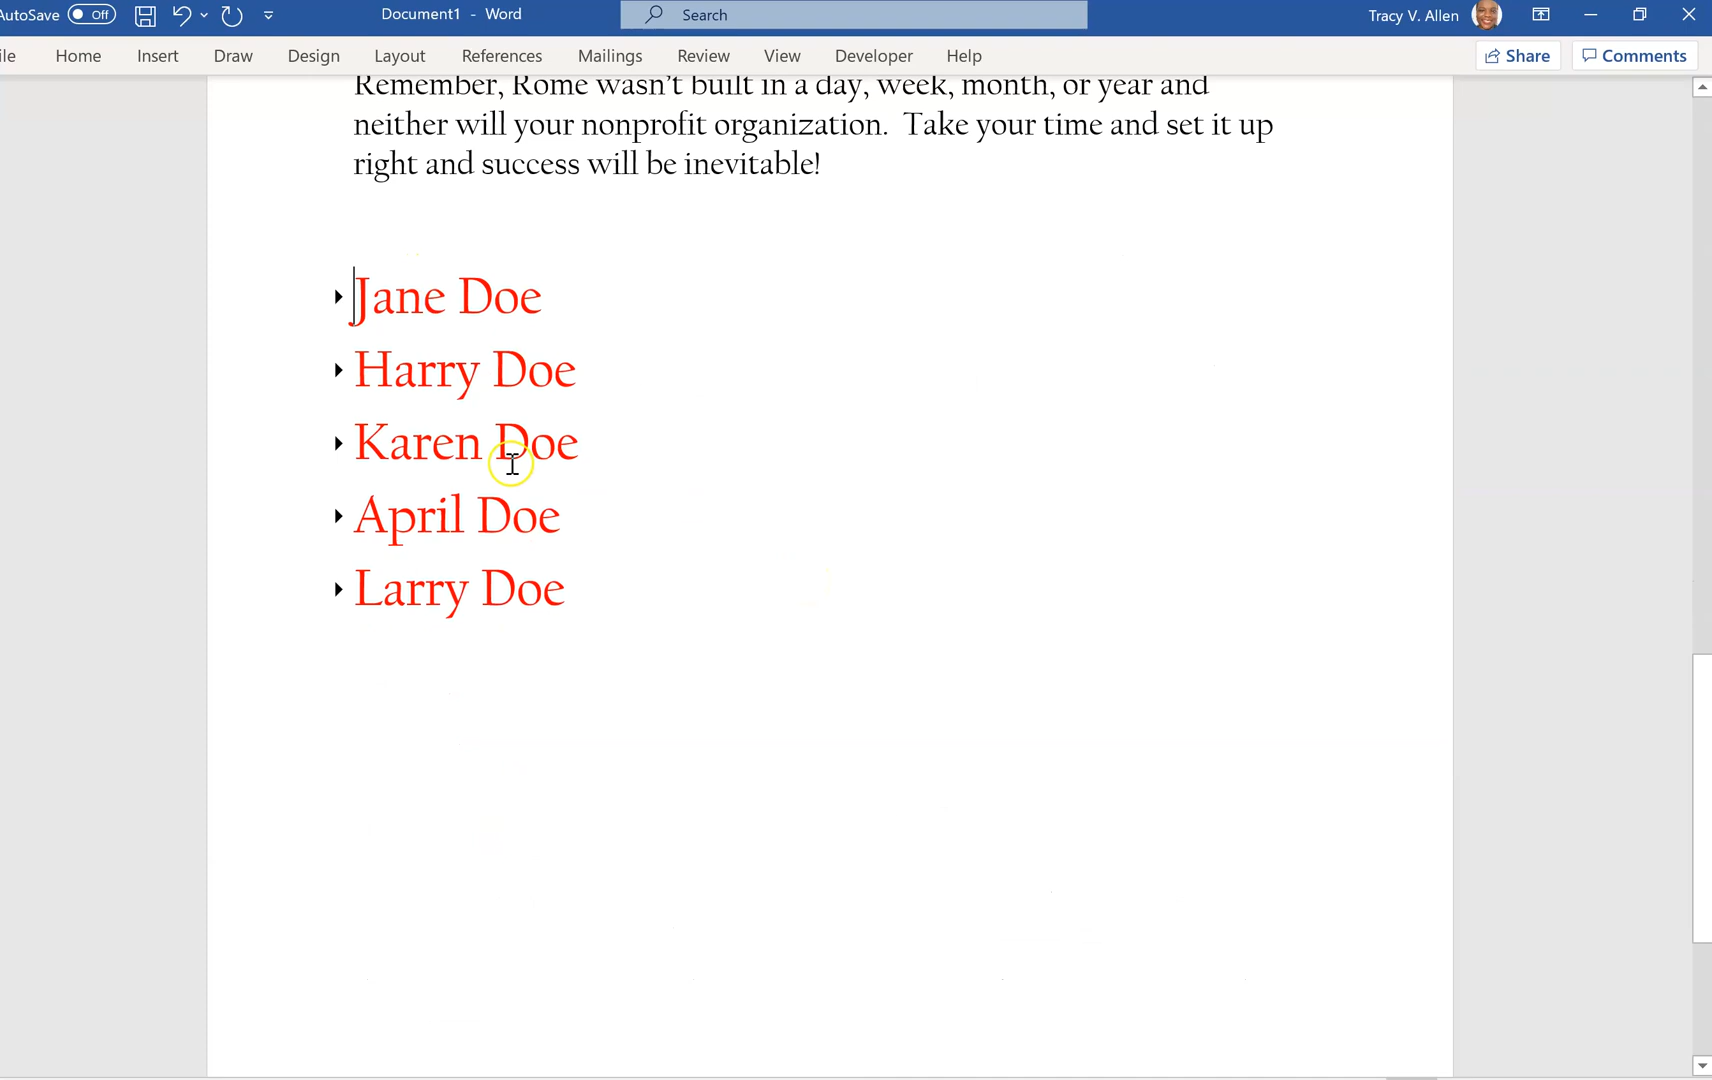 AutoSave Off Document1 - Word Search Tracy V. Allen
Home Insert Draw Design Layout References Mailings Review View Developer Help Share Comments
Remember, Rome wasn't built in a day, week, month, or year and
neither will your nonprofit organization. Take your time and set it up
right and success will be inevitable!
Jane Doe
Harry Doe
Karen Doe
April Doe
Larry Doe